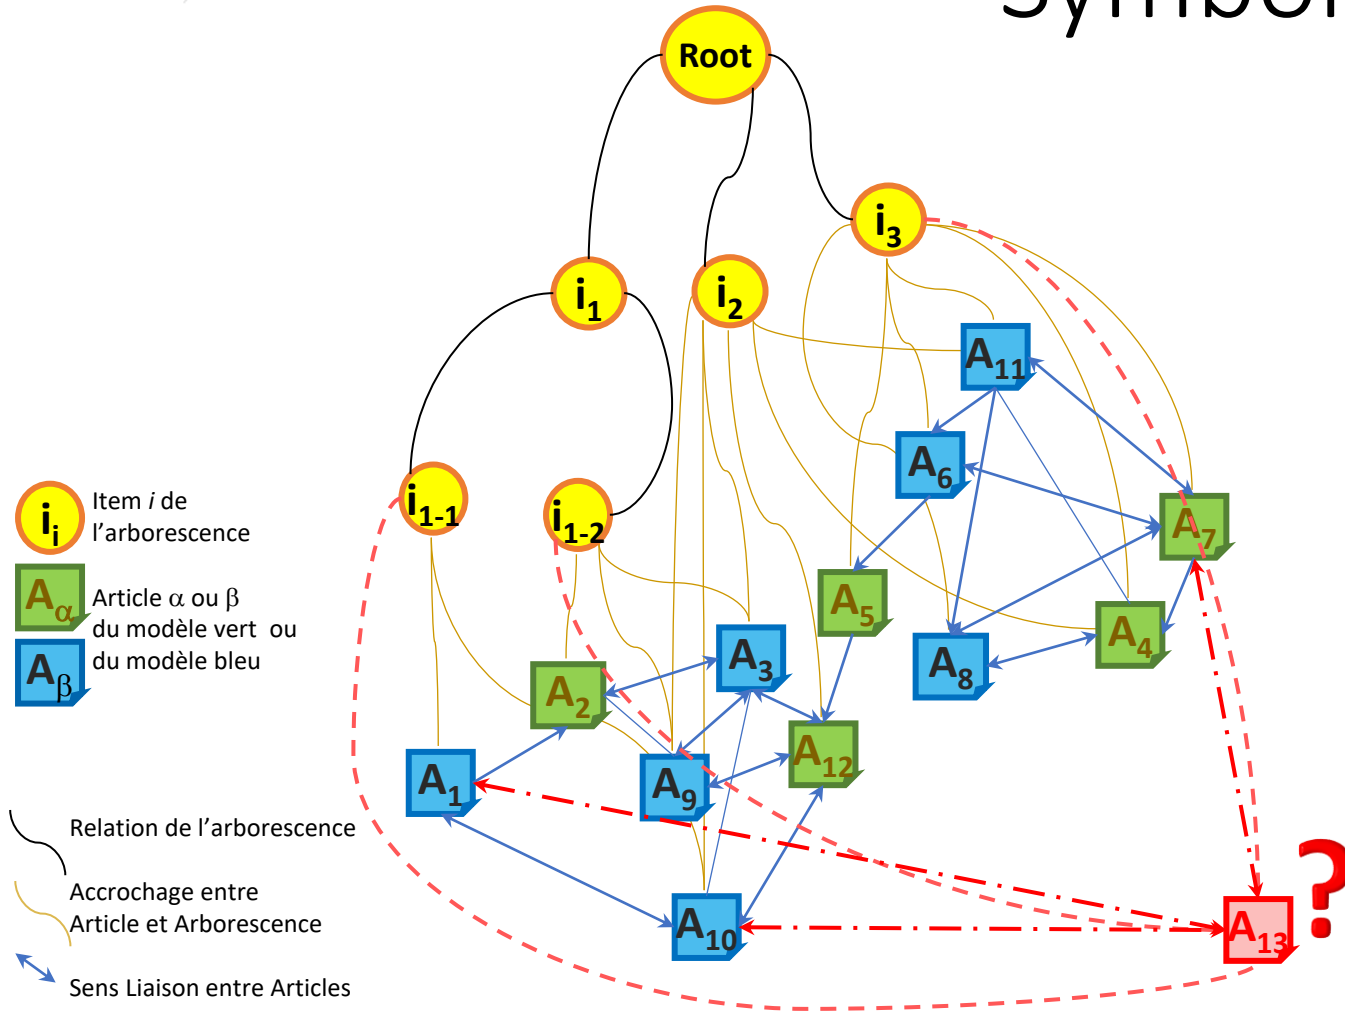 Symbol
Root
i3
i1
i2
A11
A6
i1-1
i1-2
A7
ii
Item i de
l’arborescence
Aα
Article α ou β
du modèle vert ou
du modèle bleu
Aβ
A5
A4
A3
A8
A2
A12
A1
A9
Relation de l’arborescence
Accrochage entre
Article et Arborescence
A10
A13
?
Sens Liaison entre Articles